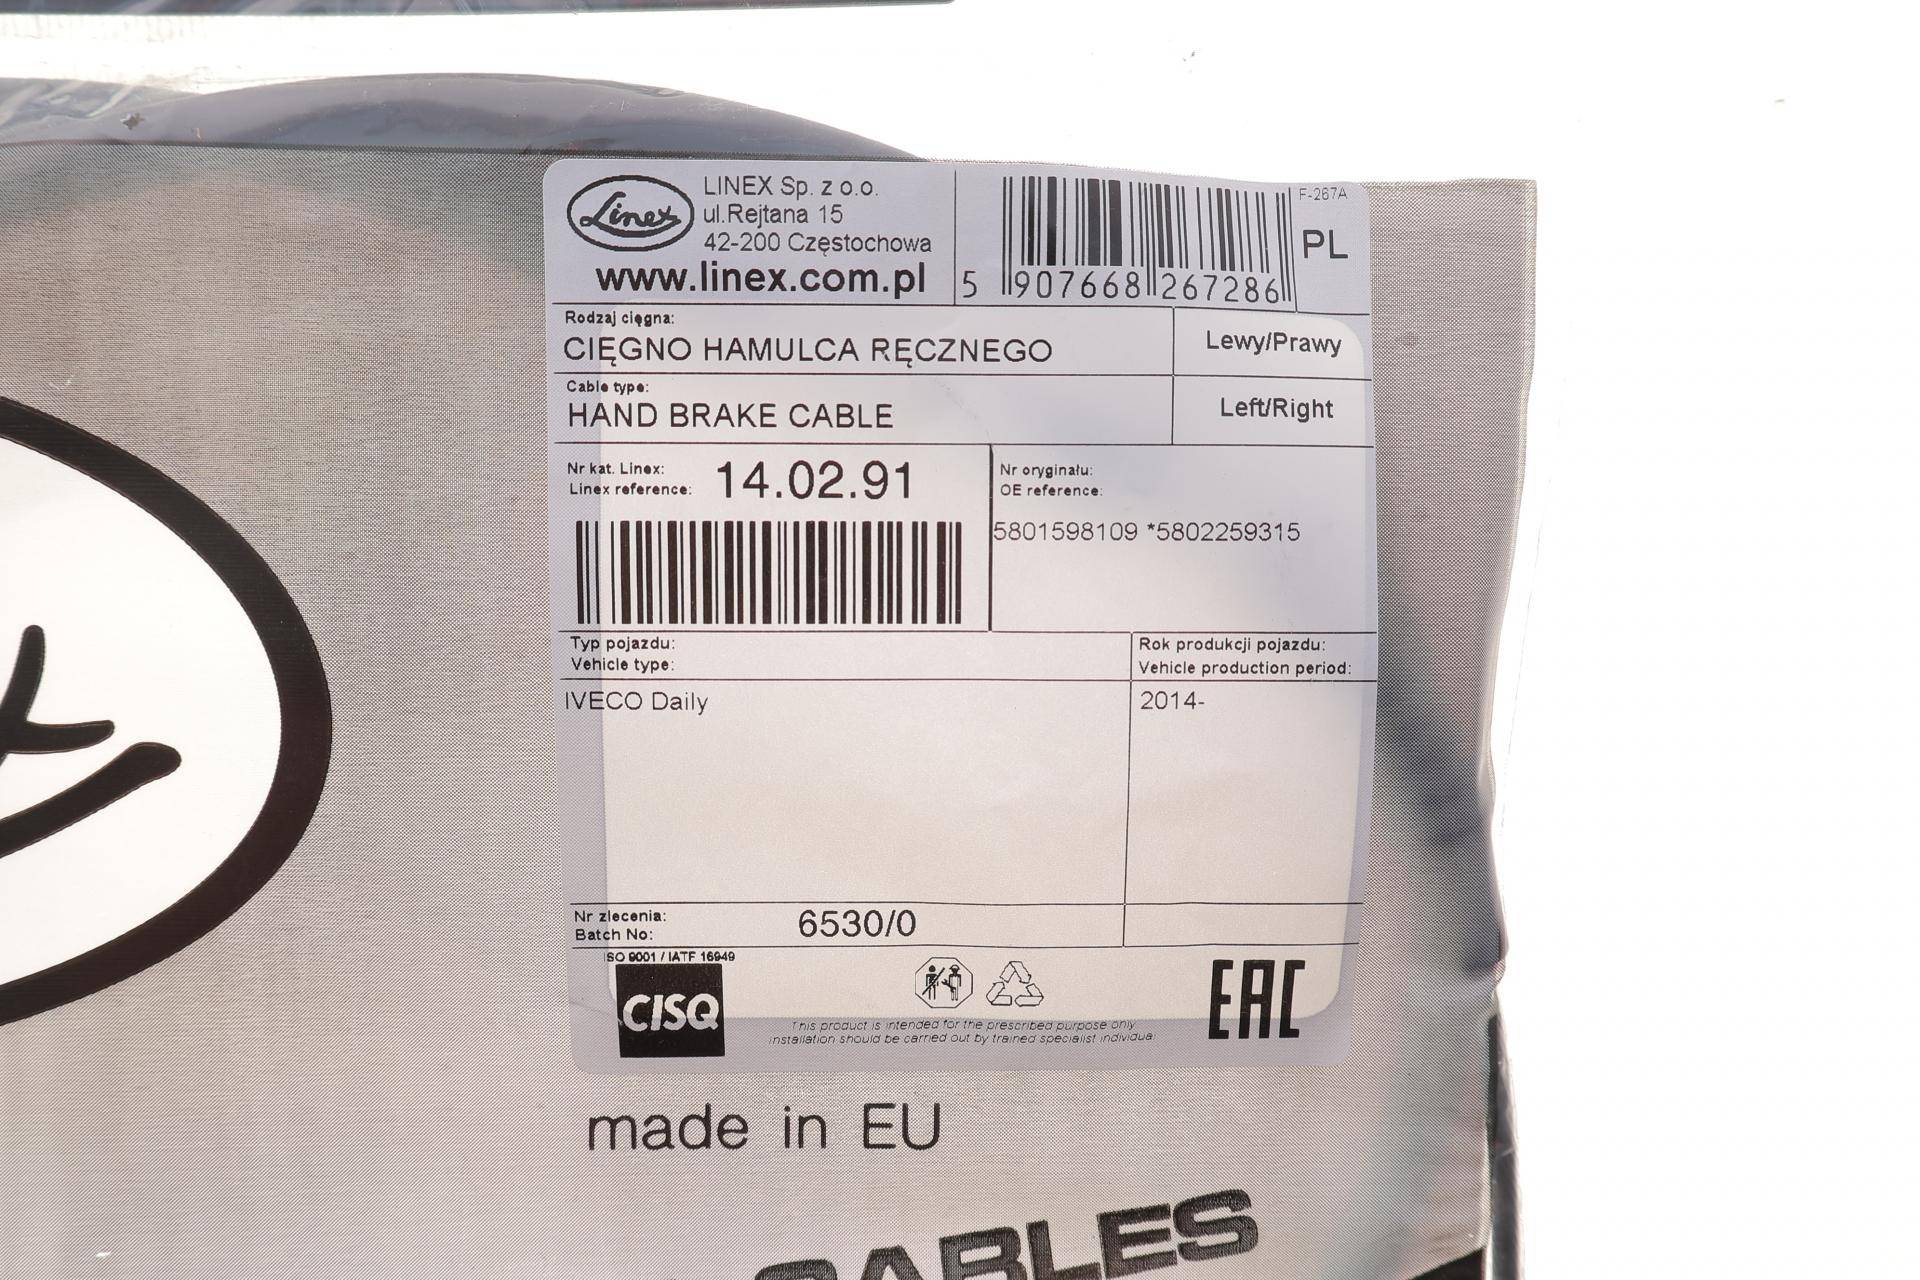 Linex
LINEX Sp. z o.o.
ul.Rejtana 15
42-200 Częstochowa
www.linex.com.pl
5 907668 267286
F-267A
PL
Rodzaj cięgna:
CIĘGNO HAMULCA RĘCZNEGO
Lewy/Prawy
Cable type:
HAND BRAKE CABLE
Left/Right
Nr kat. Linex:
Linex reference:
14.02.91
Nr oryginału:
OE reference:
5801598109 *5802259315
Typ pojazdu:
Vehicle type:
Rok produkcji pojazdu:
Vehicle production period:
IVECO Daily
2014-
Nr zlecenia:
Batch No:
6530/0
ISO 9001 / IATF 16949
CISQ
This product is intended for the prescribed purpose only
installation should be carried out by trained specialist individual
EAC
made in EU
CABLES